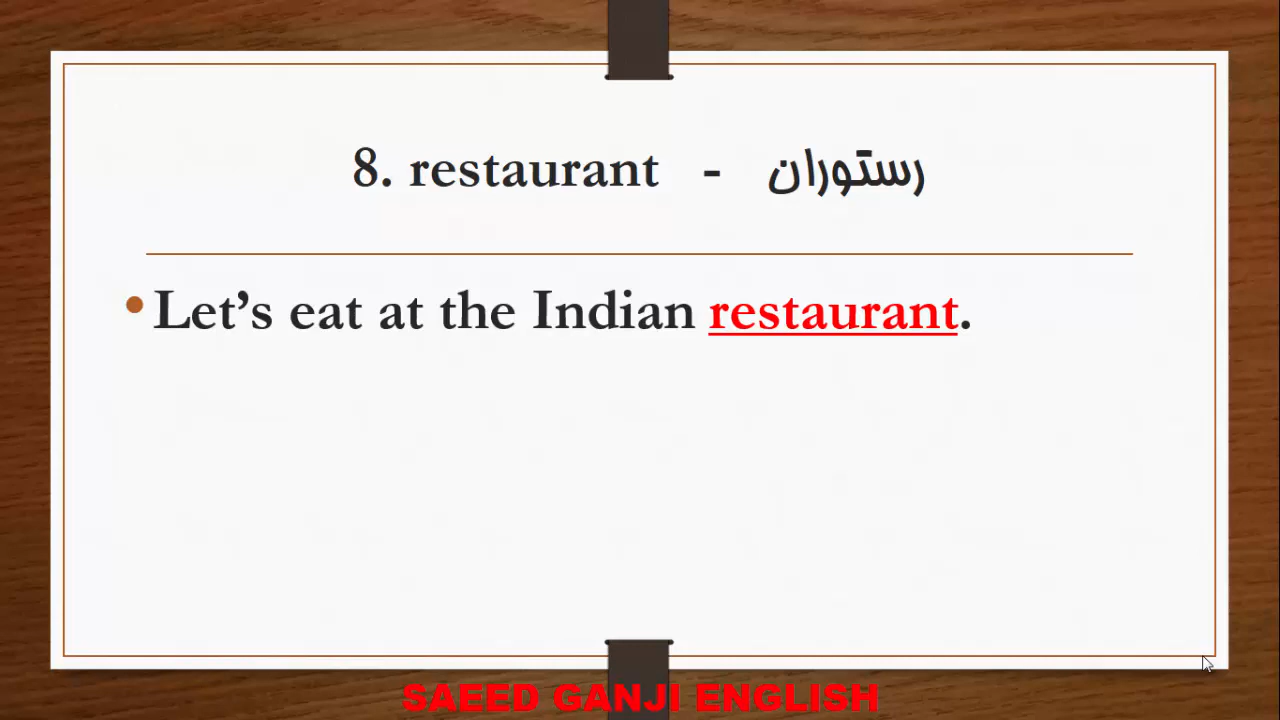 8. restaurant - رستوران
• Let’s eat at the Indian restaurant.
SAEED GANJI ENGLISH